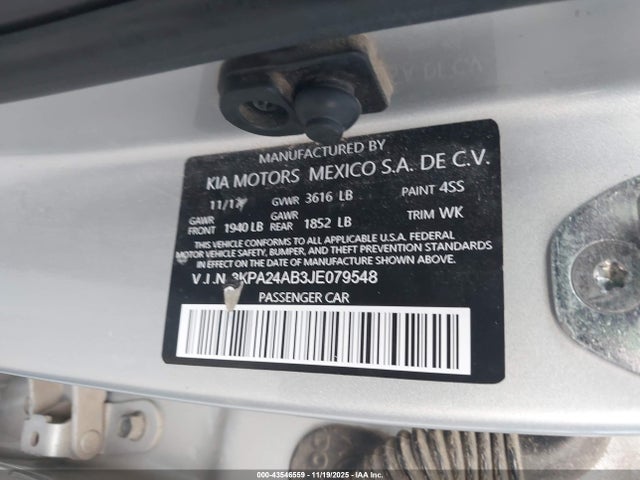 MANUFACTURED BY
KIA MOTORS MEXICO S.A. DE C.V.
11/17 GVWR 3616 LB PAINT 4SS
GAWR FRONT 1940 LB GAWR REAR 1852 LB TRIM WK
THIS VEHICLE CONFORMS TO ALL APPLICABLE U.S.A. FEDERAL
MOTOR VEHICLE SAFETY, BUMPER, AND THEFT PREVENTION STANDARDS
IN EFFECT ON THE DATE OF MANUFACTURE SHOWN ABOVE.
V.I.N 3KPA24AB3JE079548
PASSENGER CAR
000-43546559 | 11/19/2025 - IAAI.COM